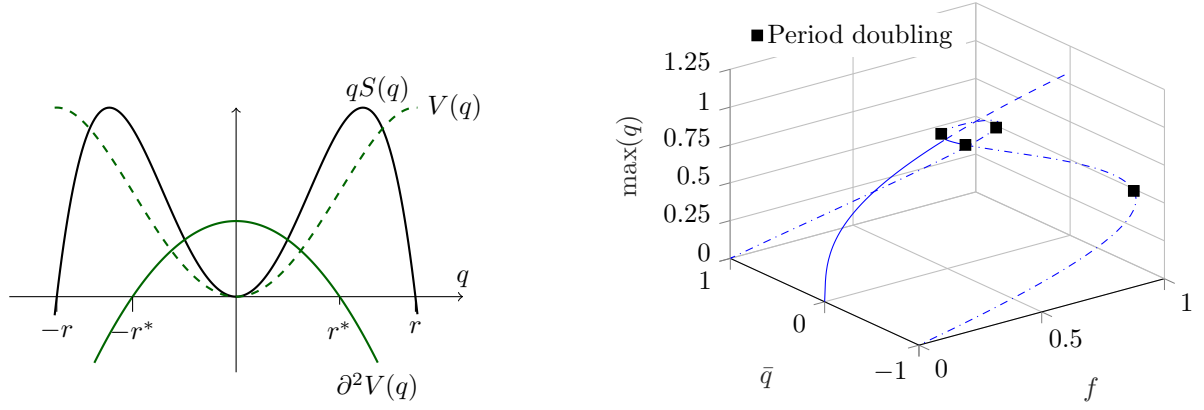 qS(q)
V(q)
q
−r
−r*
r*
r
∂²V(q)
Period doubling
1.25
1
0.75
0.5
0.25
0
max(q)
1
0
−1
q̄
0
0.5
1
f